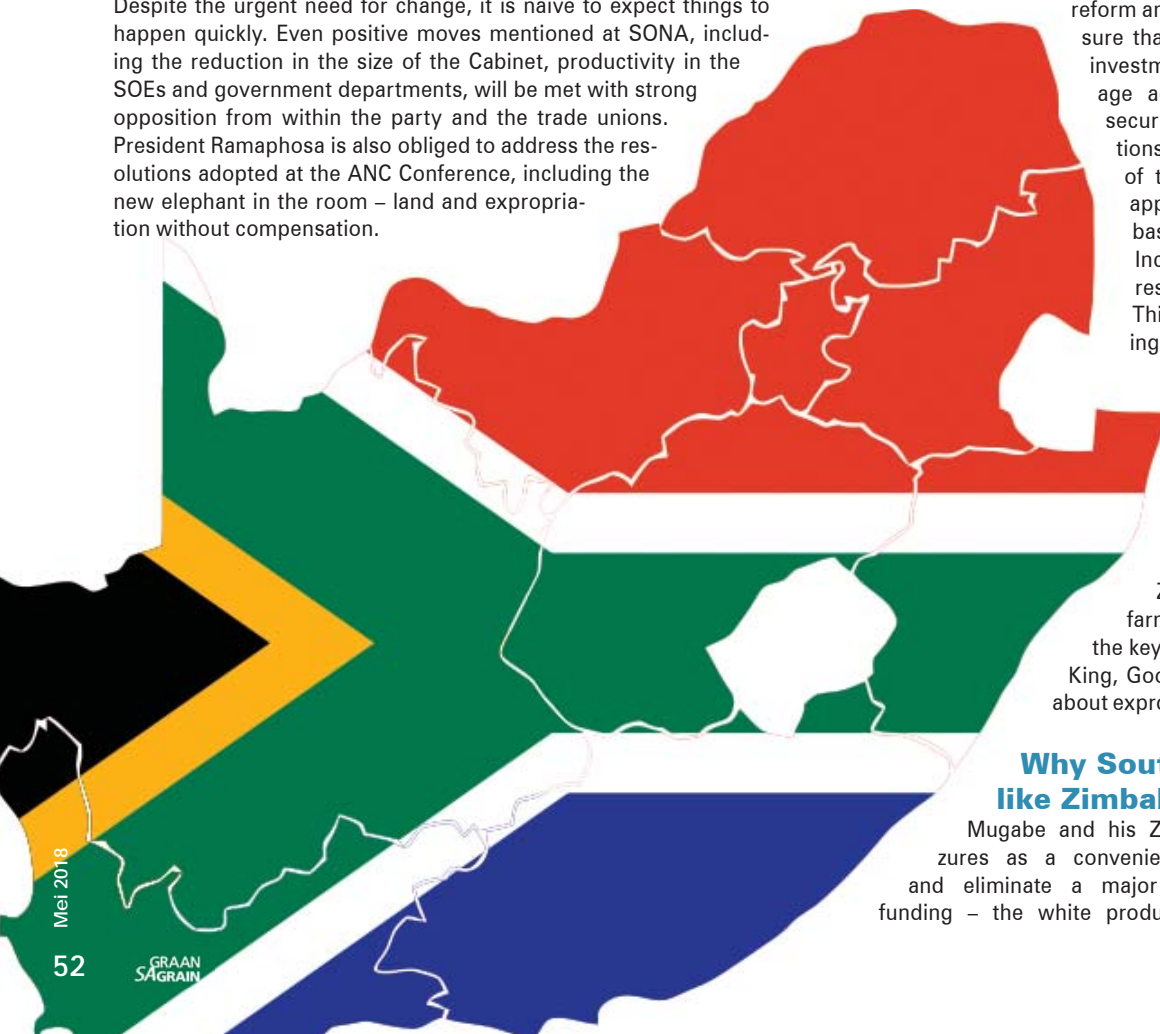 Despite the urgent need for change, it is naïve to expect things to
happen quickly. Even positive moves mentioned at SONA, includ-
ing the reduction in the size of the Cabinet, productivity in the
SOEs and government departments, will be met with strong
opposition from within the party and the trade unions.
President Ramaphosa is also obliged to address the res-
olutions adopted at the ANC Conference, including the
new elephant in the room – land and expropria-
tion without compensation.
reform an
sure tha
investm
age a
secur
tions
of t
app
bas
Inc
res
Thi
ing
Z
farn
the key
King, Goo
about expro
Why Sout
like Zimbal
Mugabe and his Z
zures as a convenie
and eliminate a major
funding – the white produ
Mei 2018
52
GRAAN
SAGRAIN